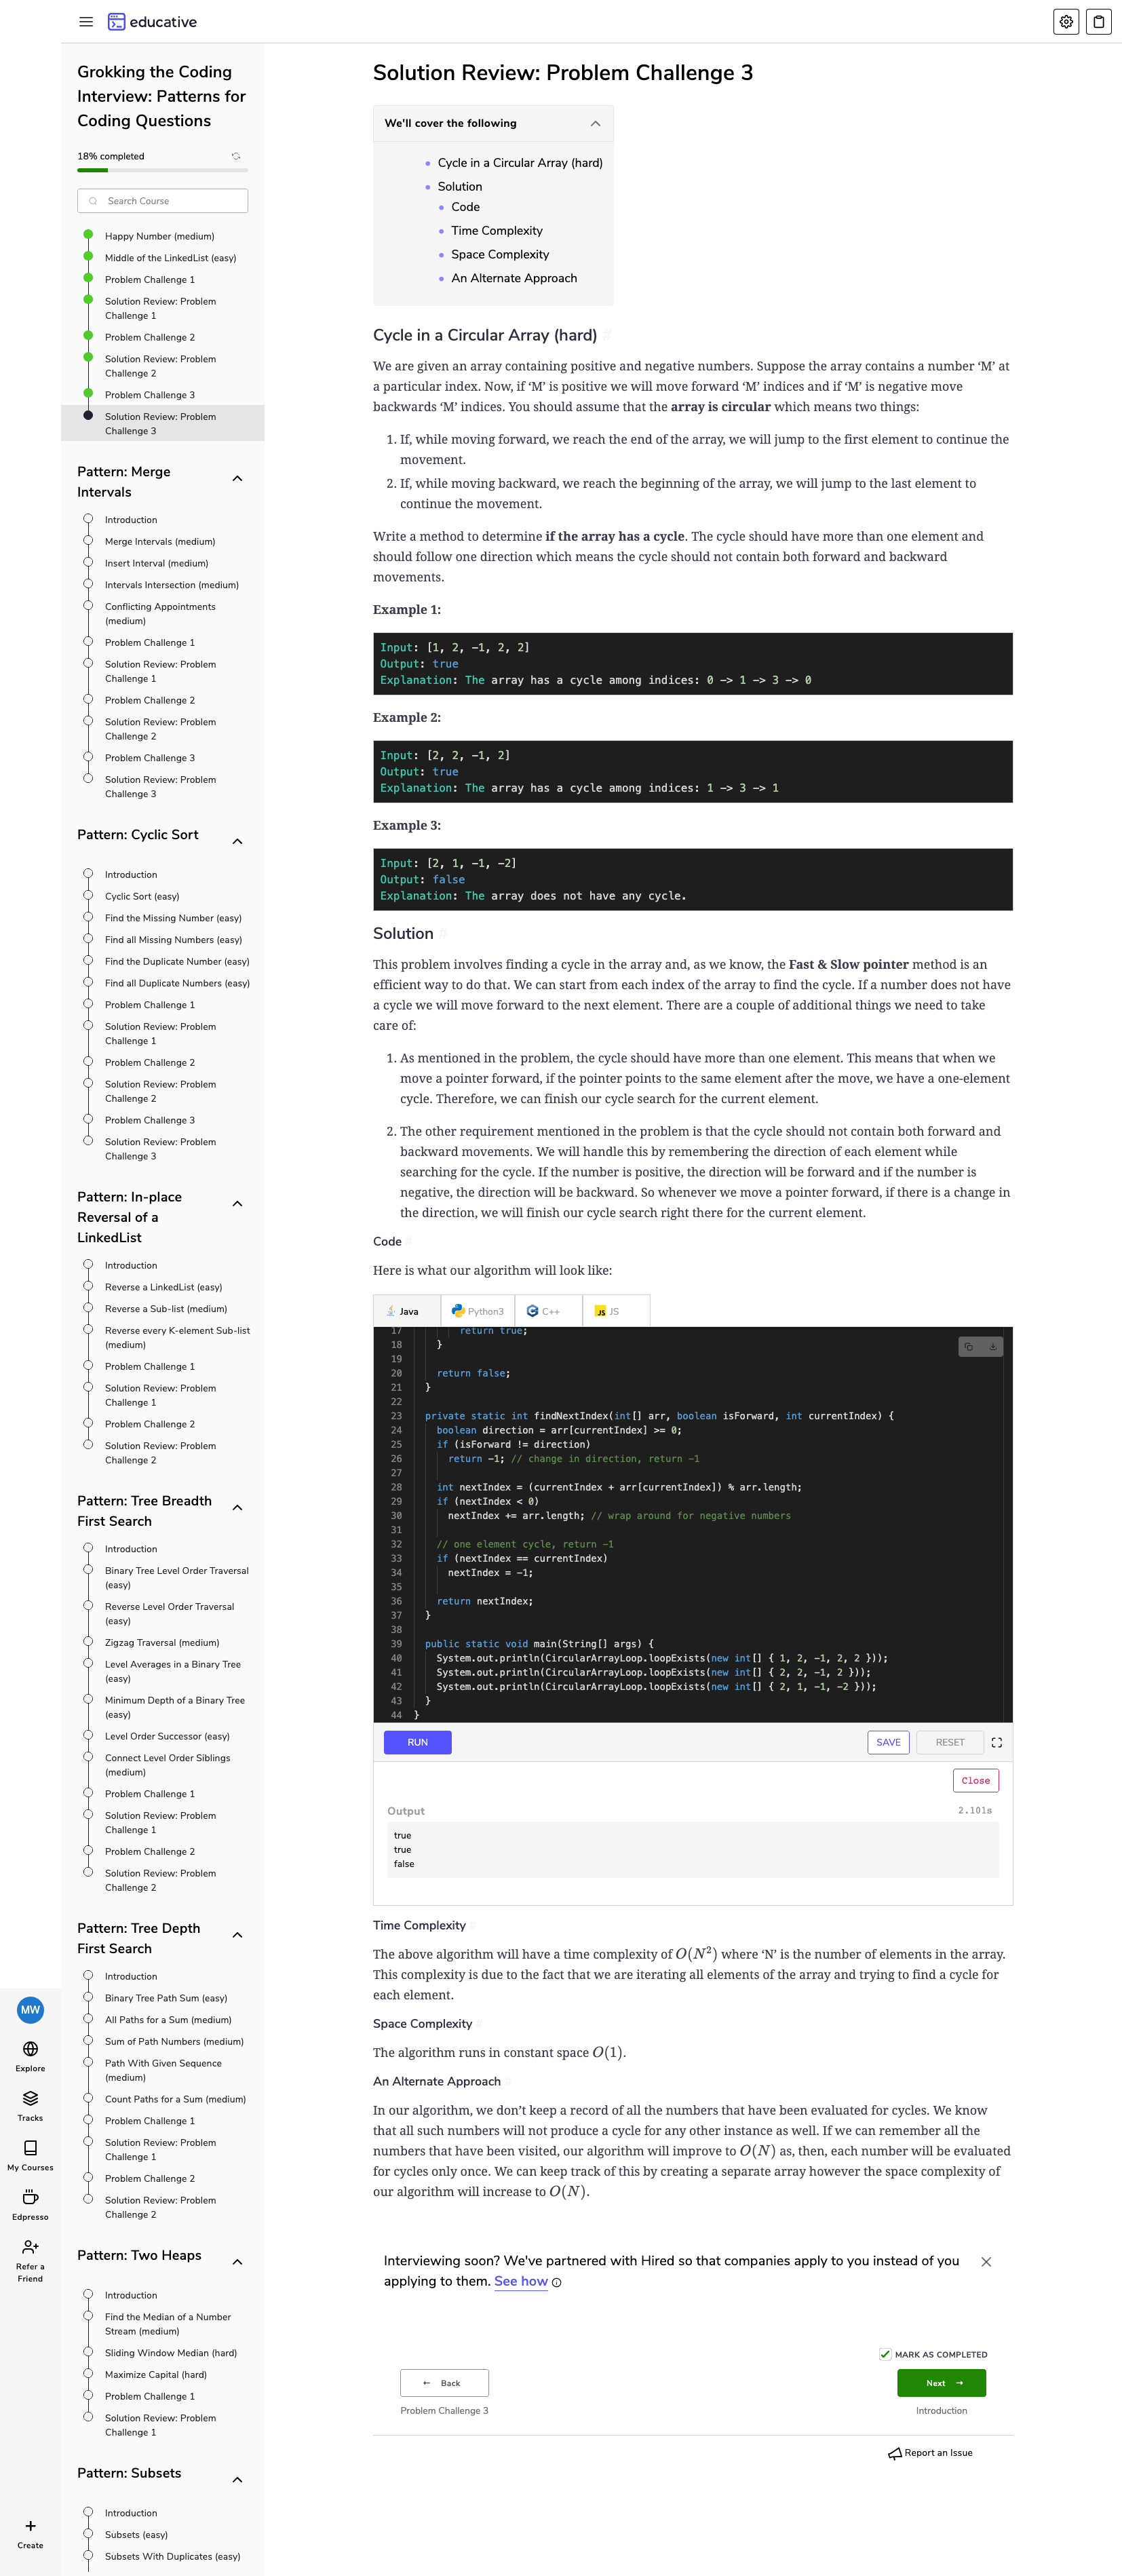 educative
Grokking the Coding
Interview: Patterns for
Coding Questions
18% completed
Search Course
Happy Number (medium)
Middle of the LinkedList (easy)
Problem Challenge 1
Solution Review: Problem
Challenge 1
Problem Challenge 2
Solution Review: Problem
Challenge 2
Problem Challenge 3
Solution Review: Problem
Challenge 3
Pattern: Merge
Intervals
Introduction
Merge Intervals (medium)
Insert Interval (medium)
Intervals Intersection (medium)
Conflicting Appointments
(medium)
Problem Challenge 1
Solution Review: Problem
Challenge 1
Problem Challenge 2
Solution Review: Problem
Challenge 2
Problem Challenge 3
Solution Review: Problem
Challenge 3
Pattern: Cyclic Sort
Introduction
Cyclic Sort (easy)
Find the Missing Number (easy)
Find all Missing Numbers (easy)
Find the Duplicate Number (easy)
Find all Duplicate Numbers (easy)
Problem Challenge 1
Solution Review: Problem
Challenge 1
Problem Challenge 2
Solution Review: Problem
Challenge 2
Problem Challenge 3
Solution Review: Problem
Challenge 3
Pattern: In-place
Reversal of a
LinkedList
Introduction
Reverse a LinkedList (easy)
Reverse a Sub-list (medium)
Reverse every K-element Sub-list
(medium)
Problem Challenge 1
Solution Review: Problem
Challenge 1
Problem Challenge 2
Solution Review: Problem
Challenge 2
Pattern: Tree Breadth
First Search
Introduction
Binary Tree Level Order Traversal
(easy)
Reverse Level Order Traversal
(easy)
Zigzag Traversal (medium)
Level Averages in a Binary Tree
(easy)
Minimum Depth of a Binary Tree
(easy)
Level Order Successor (easy)
Connect Level Order Siblings
(medium)
Problem Challenge 1
Solution Review: Problem
Challenge 1
Problem Challenge 2
Solution Review: Problem
Challenge 2
Pattern: Tree Depth
First Search
Introduction
Binary Tree Path Sum (easy)
All Paths for a Sum (medium)
Sum of Path Numbers (medium)
Path With Given Sequence
(medium)
Count Paths for a Sum (medium)
Problem Challenge 1
Solution Review: Problem
Challenge 1
Problem Challenge 2
Solution Review: Problem
Challenge 2
Pattern: Two Heaps
Introduction
Find the Median of a Number
Stream (medium)
Sliding Window Median (hard)
Maximize Capital (hard)
Problem Challenge 1
Solution Review: Problem
Challenge 1
Pattern: Subsets
Introduction
Subsets (easy)
Subsets With Duplicates (easy)
MW
Explore
Tracks
My Courses
Edpresso
Refer a
Friend
Create
Solution Review: Problem Challenge 3
We'll cover the following
Cycle in a Circular Array (hard)
Solution
Code
Time Complexity
Space Complexity
An Alternate Approach
Cycle in a Circular Array (hard) #
We are given an array containing positive and negative numbers. Suppose the array contains a number ‘M’ at
a particular index. Now, if ‘M’ is positive we will move forward ‘M’ indices and if ‘M’ is negative move
backwards ‘M’ indices. You should assume that the array is circular which means two things:
1. If, while moving forward, we reach the end of the array, we will jump to the first element to continue the
movement.
2. If, while moving backward, we reach the beginning of the array, we will jump to the last element to
continue the movement.
Write a method to determine if the array has a cycle. The cycle should have more than one element and
should follow one direction which means the cycle should not contain both forward and backward
movements.
Example 1:
Input: [1, 2, -1, 2, 2]
Output: true
Explanation: The array has a cycle among indices: 0 -> 1 -> 3 -> 0
Example 2:
Input: [2, 2, -1, 2]
Output: true
Explanation: The array has a cycle among indices: 1 -> 3 -> 1
Example 3:
Input: [2, 1, -1, -2]
Output: false
Explanation: The array does not have any cycle.
Solution #
This problem involves finding a cycle in the array and, as we know, the Fast & Slow pointer method is an
efficient way to do that. We can start from each index of the array to find the cycle. If a number does not have
a cycle we will move forward to the next element. There are a couple of additional things we need to take
care of:
1. As mentioned in the problem, the cycle should have more than one element. This means that when we
move a pointer forward, if the pointer points to the same element after the move, we have a one-element
cycle. Therefore, we can finish our cycle search for the current element.
2. The other requirement mentioned in the problem is that the cycle should not contain both forward and
backward movements. We will handle this by remembering the direction of each element while
searching for the cycle. If the number is positive, the direction will be forward and if the number is
negative, the direction will be backward. So whenever we move a pointer forward, if there is a change in
the direction, we will finish our cycle search right there for the current element.
Code #
Here is what our algorithm will look like:
Java Python3 C++ JS JS
17 return true;
18 }
19
20 return false;
21 }
22
23 private static int findNextIndex(int[] arr, boolean isForward, int currentIndex) {
24 boolean direction = arr[currentIndex] >= 0;
25 if (isForward != direction)
26 return -1; // change in direction, return -1
27
28 int nextIndex = (currentIndex + arr[currentIndex]) % arr.length;
29 if (nextIndex < 0)
30 nextIndex += arr.length; // wrap around for negative numbers
31
32 // one element cycle, return -1
33 if (nextIndex == currentIndex)
34 nextIndex = -1;
35
36 return nextIndex;
37 }
38
39 public static void main(String[] args) {
40 System.out.println(CircularArrayLoop.loopExists(new int[] { 1, 2, -1, 2, 2 }));
41 System.out.println(CircularArrayLoop.loopExists(new int[] { 2, 2, -1, 2 }));
42 System.out.println(CircularArrayLoop.loopExists(new int[] { 2, 1, -1, -2 }));
43 }
44 }
RUN SAVE RESET
Close
Output 2.101s
true
true
false
Time Complexity #
The above algorithm will have a time complexity of O(N²) where ‘N’ is the number of elements in the array.
This complexity is due to the fact that we are iterating all elements of the array and trying to find a cycle for
each element.
Space Complexity #
The algorithm runs in constant space O(1).
An Alternate Approach #
In our algorithm, we don’t keep a record of all the numbers that have been evaluated for cycles. We know
that all such numbers will not produce a cycle for any other instance as well. If we can remember all the
numbers that have been visited, our algorithm will improve to O(N) as, then, each number will be evaluated
for cycles only once. We can keep track of this by creating a separate array however the space complexity of
our algorithm will increase to O(N).
Interviewing soon? We've partnered with Hired so that companies apply to you instead of you
applying to them. See how
MARK AS COMPLETED
← Back Next →
Problem Challenge 3 Introduction
Report an Issue